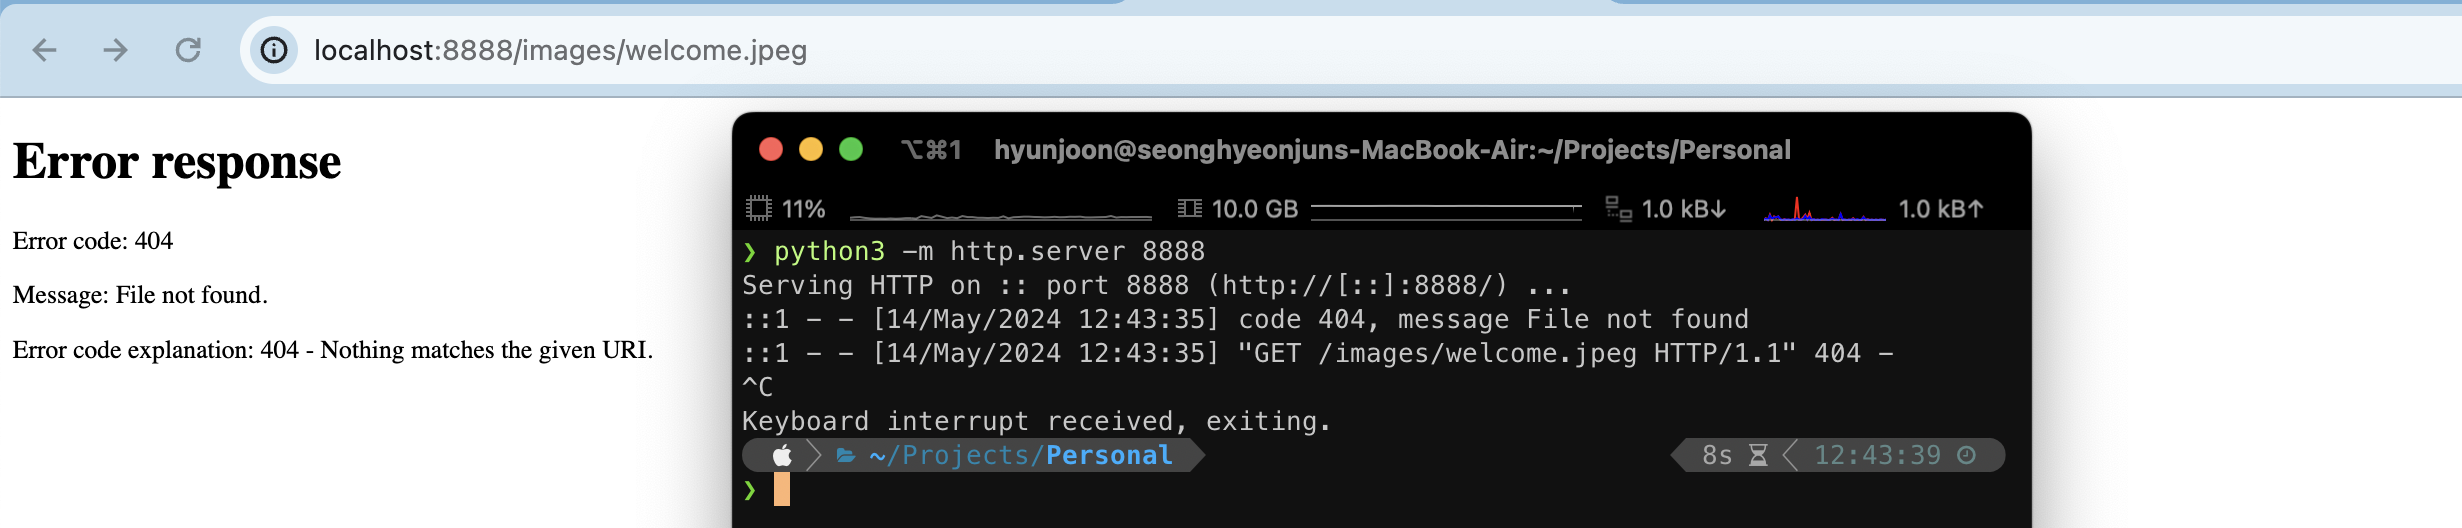 localhost:8888/images/welcome.jpeg
Error response
Error code: 404
Message: File not found.
Error code explanation: 404 - Nothing matches the given URI.
⌥⌘1 hyunjoon@seonghyeonjuns-MacBook-Air:~/Projects/Personal
11% 10.0 GB 1.0 kB↓ 1.0 kB↑
❯ python3 -m http.server 8888
Serving HTTP on :: port 8888 (http://[::]:8888/) ...
::1 - - [14/May/2024 12:43:35] code 404, message File not found
::1 - - [14/May/2024 12:43:35] "GET /images/welcome.jpeg HTTP/1.1" 404 -
^C
Keyboard interrupt received, exiting.
~/Projects/Personal 8s 12:43:39
❯